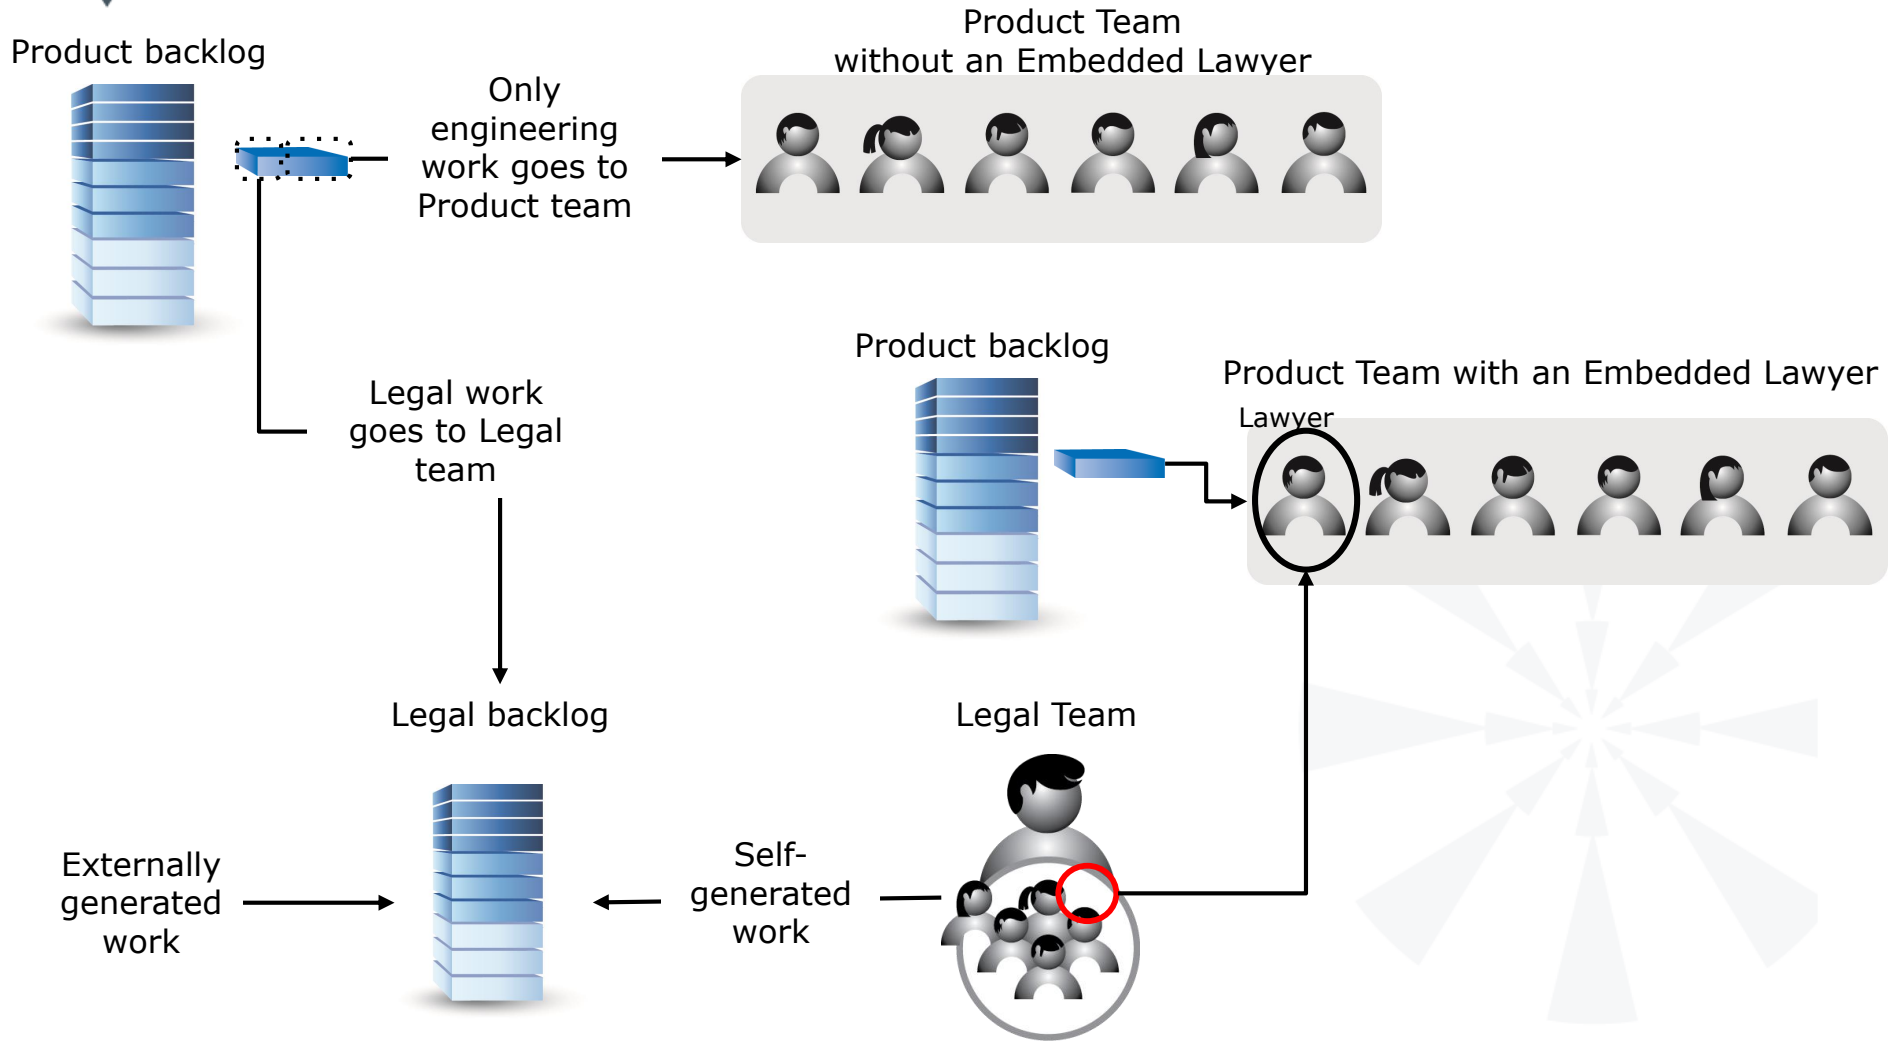 Product Team
without an Embedded Lawyer
Product backlog
Only
engineering
work goes to
Product team
Product backlog
Product Team with an Embedded Lawyer
Lawyer
Legal work
goes to Legal
team
Legal backlog
Legal Team
Externally
generated
work
Self-
generated
work